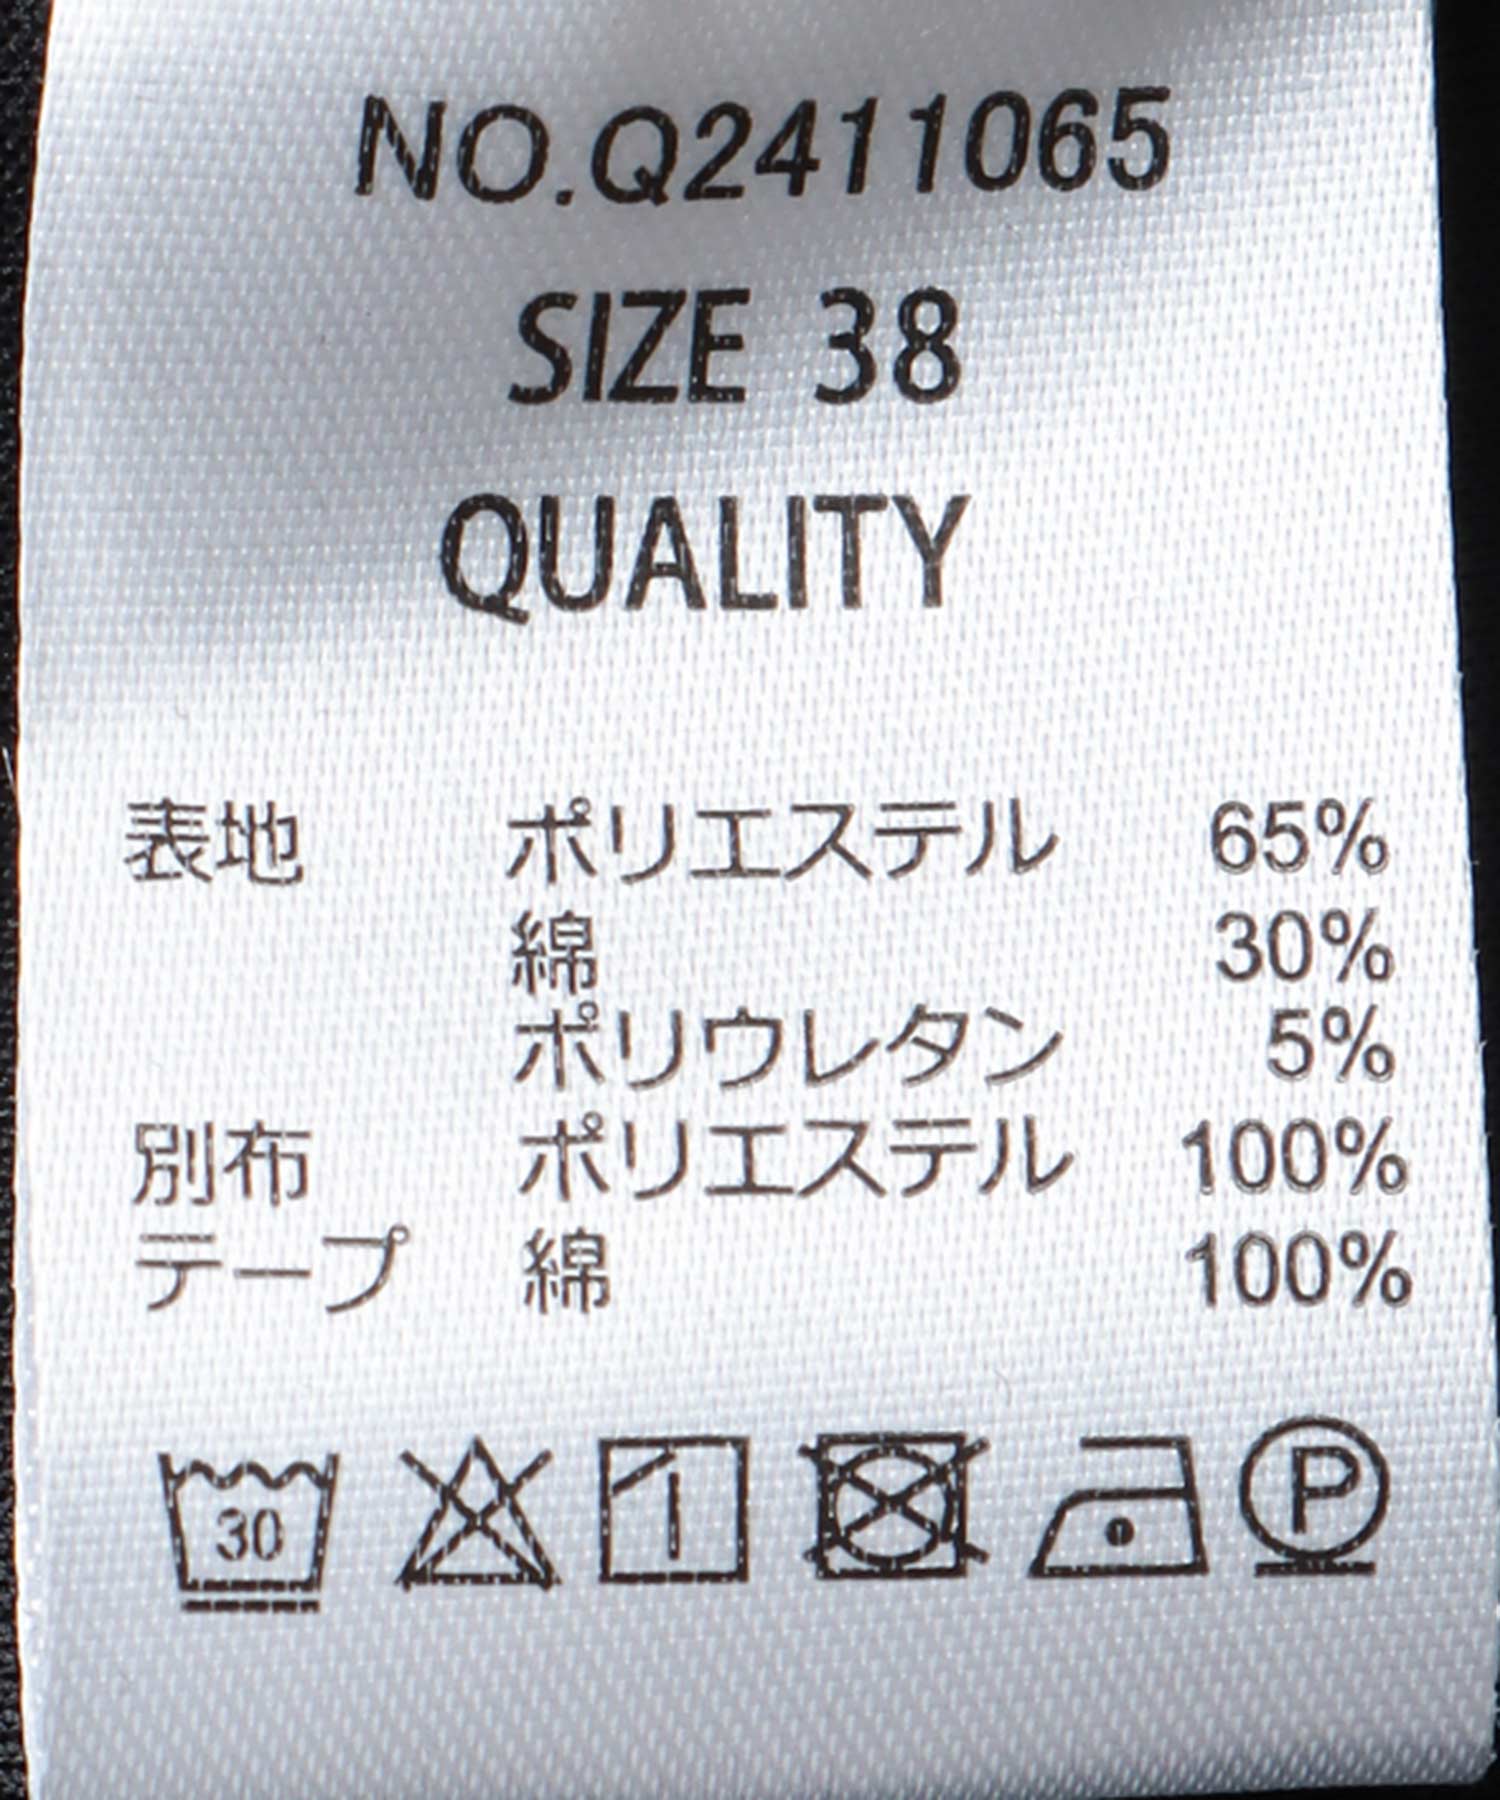 NO.Q2411065
SIZE 38
QUALITY
表地 ポリエステル 65%
綿 30%
ポリウレタン 5%
別布 ポリエステル 100%
テープ 綿 100%
30 P